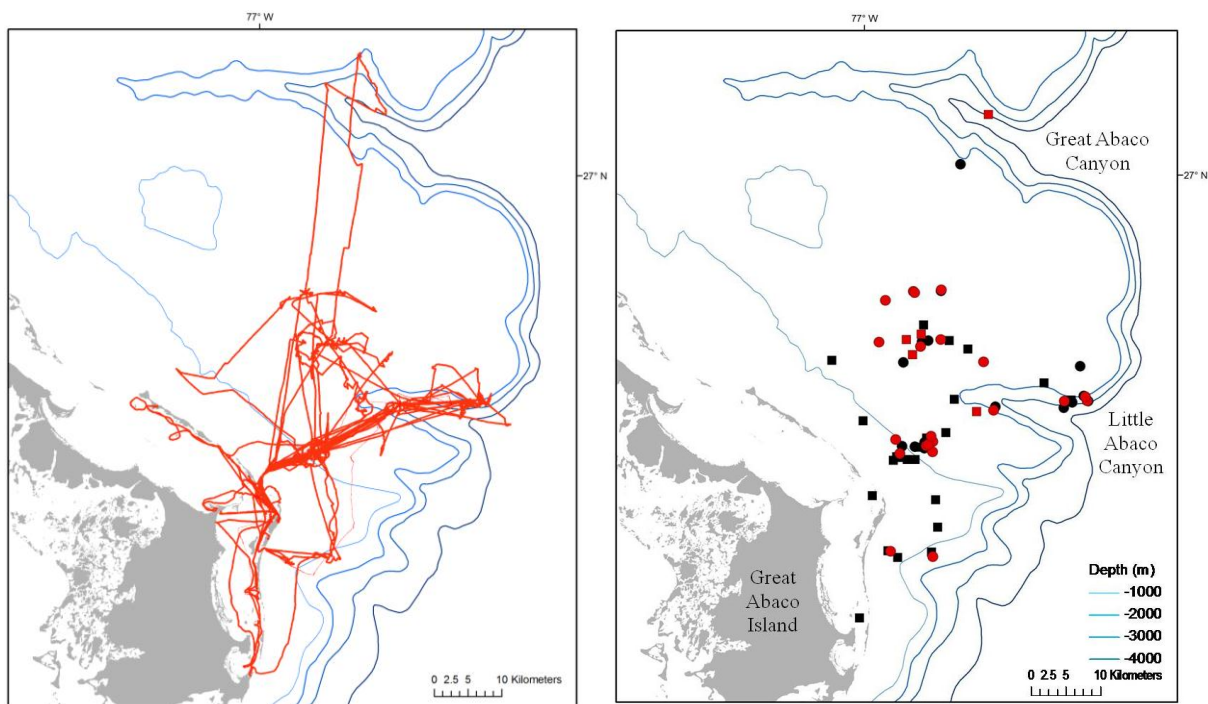 77° W
77° W
27° N
27° N
Great Abaco
Canyon
Little
Abaco
Canyon
Great
Abaco
Island
Depth (m)
-1000
-2000
-3000
-4000
0 2.5 5 10 Kilometers
0 2.5 5 10 Kilometers